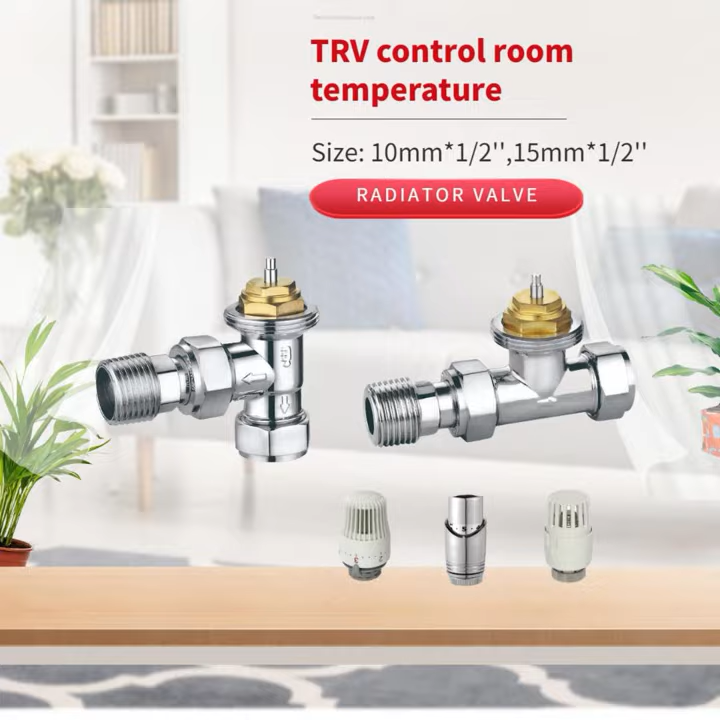 TRV control room
temperature
Size: 10mm*1/2'',15mm*1/2''
RADIATOR VALVE